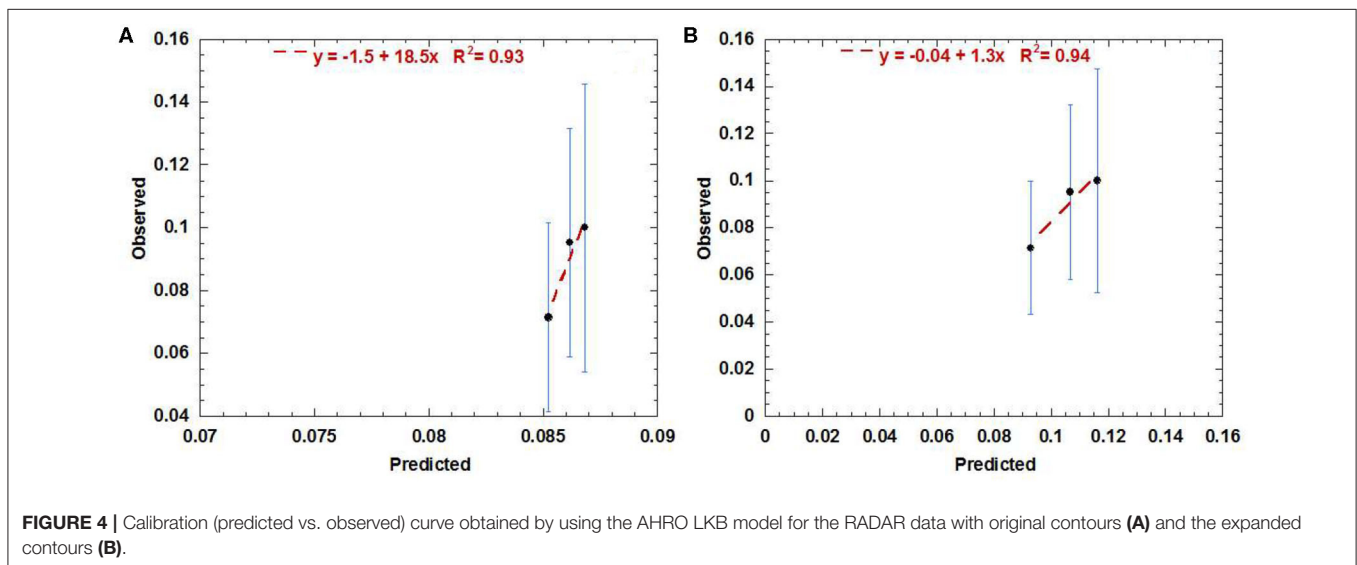 A
y = -1.5 + 18.5x R²= 0.93
0.16
0.14
0.12
0.1
0.08
0.06
0.04
Observed
0.07 0.075 0.08 0.085 0.09
Predicted
B
y = -0.04 + 1.3x R²= 0.94
0.16
0.14
0.12
0.1
0.08
0.06
0.04
0.02
0
Observed
0 0.02 0.04 0.06 0.08 0.1 0.12 0.14 0.16
Predicted
FIGURE 4 | Calibration (predicted vs. observed) curve obtained by using the AHRO LKB model for the RADAR data with original contours (A) and the expanded
contours (B).